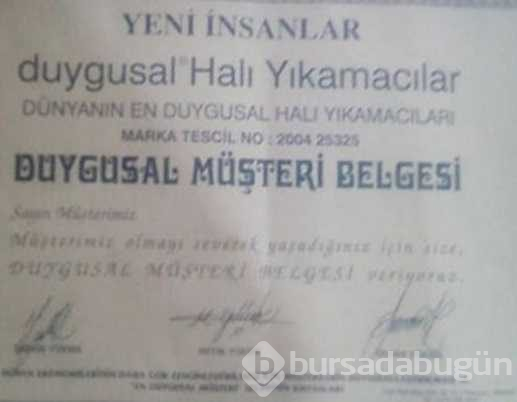 YENİ İNSANLAR
duygusal® Halı Yıkamacılar
DÜNYANIN EN DUYGUSAL HALI YIKAMACILARI
MARKA TESCİL NO : 2004 25325
DUYGUSAL MÜŞTERİ BELGESİ
Sayın Müşterimiz
Müşterimiz olmayı severek yaşadığınız için size,
DUYGUSAL MÜŞTERİ BELGESİ veriyoruz.
b bursadabugün